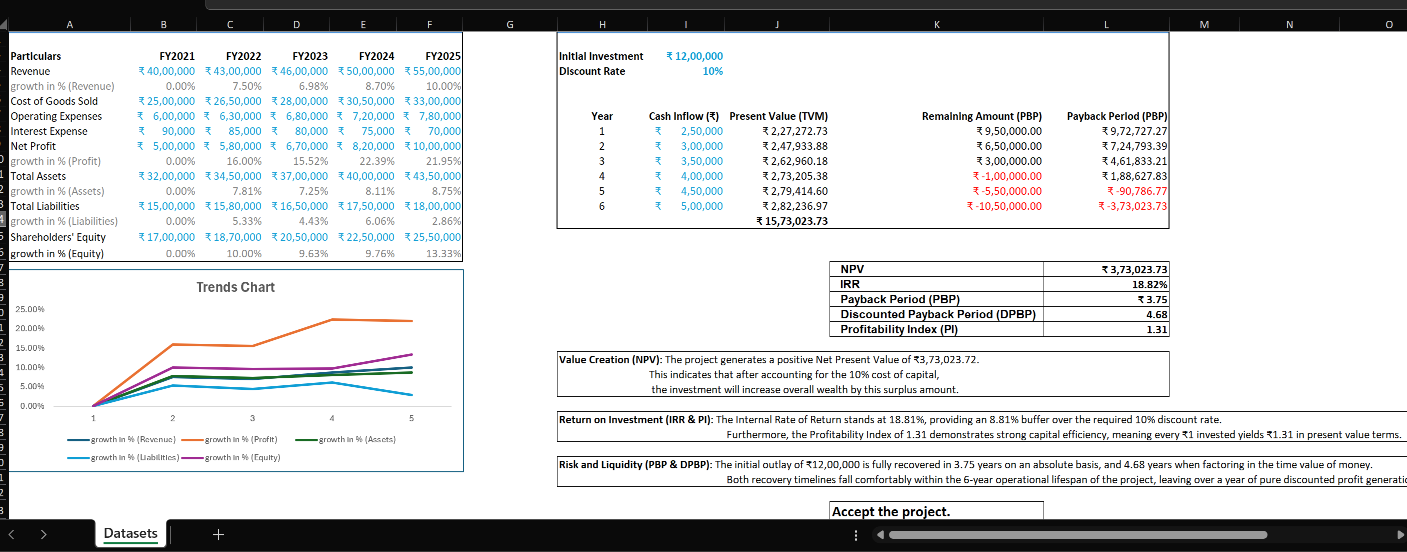 A B C D E F G H I J K L M N O
Particulars FY2021 FY2022 FY2023 FY2024 FY2025
Revenue ₹ 40,00,000 ₹ 43,00,000 ₹ 46,00,000 ₹ 50,00,000 ₹ 55,00,000
growth in % (Revenue) 0.00% 7.50% 6.98% 8.70% 10.00%
Cost of Goods Sold ₹ 25,00,000 ₹ 26,50,000 ₹ 28,00,000 ₹ 30,50,000 ₹ 33,00,000
Operating Expenses ₹ 6,00,000 ₹ 6,30,000 ₹ 6,80,000 ₹ 7,20,000 ₹ 7,80,000
Interest Expense ₹ 90,000 ₹ 85,000 ₹ 80,000 ₹ 75,000 ₹ 70,000
Net Profit ₹ 5,00,000 ₹ 5,80,000 ₹ 6,70,000 ₹ 8,20,000 ₹ 10,00,000
growth in % (Profit) 0.00% 16.00% 15.52% 22.39% 21.95%
Total Assets ₹ 32,00,000 ₹ 34,50,000 ₹ 37,00,000 ₹ 40,00,000 ₹ 43,50,000
growth in % (Assets) 0.00% 7.81% 7.25% 8.11% 8.75%
Total Liabilities ₹ 15,00,000 ₹ 15,80,000 ₹ 16,50,000 ₹ 17,50,000 ₹ 18,00,000
growth in % (Liabilities) 0.00% 5.33% 4.43% 6.06% 2.86%
Shareholders' Equity ₹ 17,00,000 ₹ 18,70,000 ₹ 20,50,000 ₹ 22,50,000 ₹ 25,50,000
growth in % (Equity) 0.00% 10.00% 9.63% 9.76% 13.33%
Trends Chart
25.00%
20.00%
15.00%
10.00%
5.00%
0.00%
1 2 3 4 5
growth in % (Revenue) growth in % (Profit) growth in % (Assets)
growth in % (Liabilities) growth in % (Equity)
Initial Investment ₹ 12,00,000
Discount Rate 10%
Year Cash Inflow (₹) Present Value (TVM) Remaining Amount (PBP) Payback Period (PBP)
1 ₹ 2,50,000 ₹ 2,27,272.73 ₹ 9,50,000.00 ₹ 9,72,727.27
2 ₹ 3,00,000 ₹ 2,47,933.88 ₹ 6,50,000.00 ₹ 7,24,793.39
3 ₹ 3,50,000 ₹ 2,62,960.18 ₹ 3,00,000.00 ₹ 4,61,833.21
4 ₹ 4,00,000 ₹ 2,73,205.38 ₹ -1,00,000.00 ₹ 1,88,627.83
5 ₹ 4,50,000 ₹ 2,79,414.60 ₹ -5,50,000.00 ₹ -90,786.77
6 ₹ 5,00,000 ₹ 2,82,236.97 ₹ -10,50,000.00 ₹ -3,73,023.73
₹ 15,73,023.73
NPV ₹ 3,73,023.73
IRR 18.82%
Payback Period (PBP) ₹ 3.75
Discounted Payback Period (DPBP) 4.68
Profitability Index (PI) 1.31
Value Creation (NPV): The project generates a positive Net Present Value of ₹3,73,023.72.
This indicates that after accounting for the 10% cost of capital,
the investment will increase overall wealth by this surplus amount.
Return on Investment (IRR & PI): The Internal Rate of Return stands at 18.81%, providing an 8.81% buffer over the required 10% discount rate.
Furthermore, the Profitability Index of 1.31 demonstrates strong capital efficiency, meaning every ₹1 invested yields ₹1.31 in present value terms.
Risk and Liquidity (PBP & DPBP): The initial outlay of ₹12,00,000 is fully recovered in 3.75 years on an absolute basis, and 4.68 years when factoring in the time value of money.
Both recovery timelines fall comfortably within the 6-year operational lifespan of the project, leaving over a year of pure discounted profit
Accept the project.
Datasets